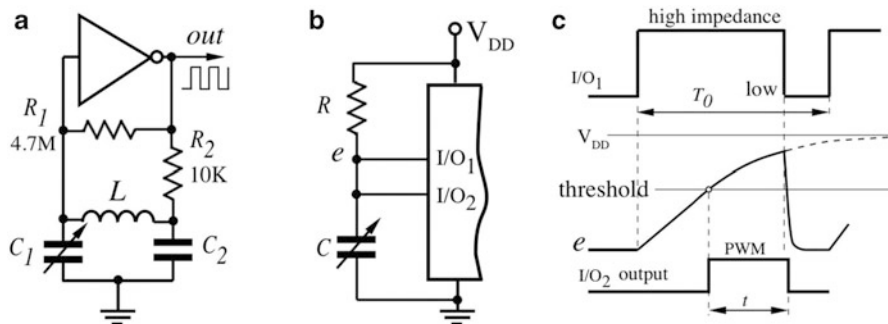 a
out
R1
4.7M
R2
10K
L
C1
C2
b
VDD
R
e
I/O1
I/O2
C
c
high impedance
I/O1
low
T0
VDD
threshold
e
PWM
I/O2 output
t